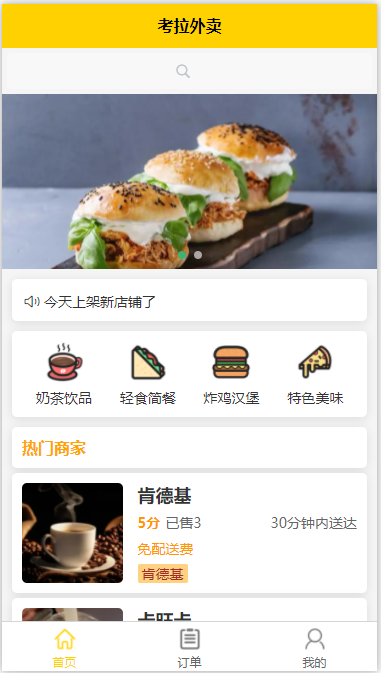 考拉外卖
今天上架新店铺了
奶茶饮品 轻食简餐 炸鸡汉堡 特色美味
热门商家
肯德基
5分 已售3 30分钟内送达
免配送费
肯德基
首页 订单 我的